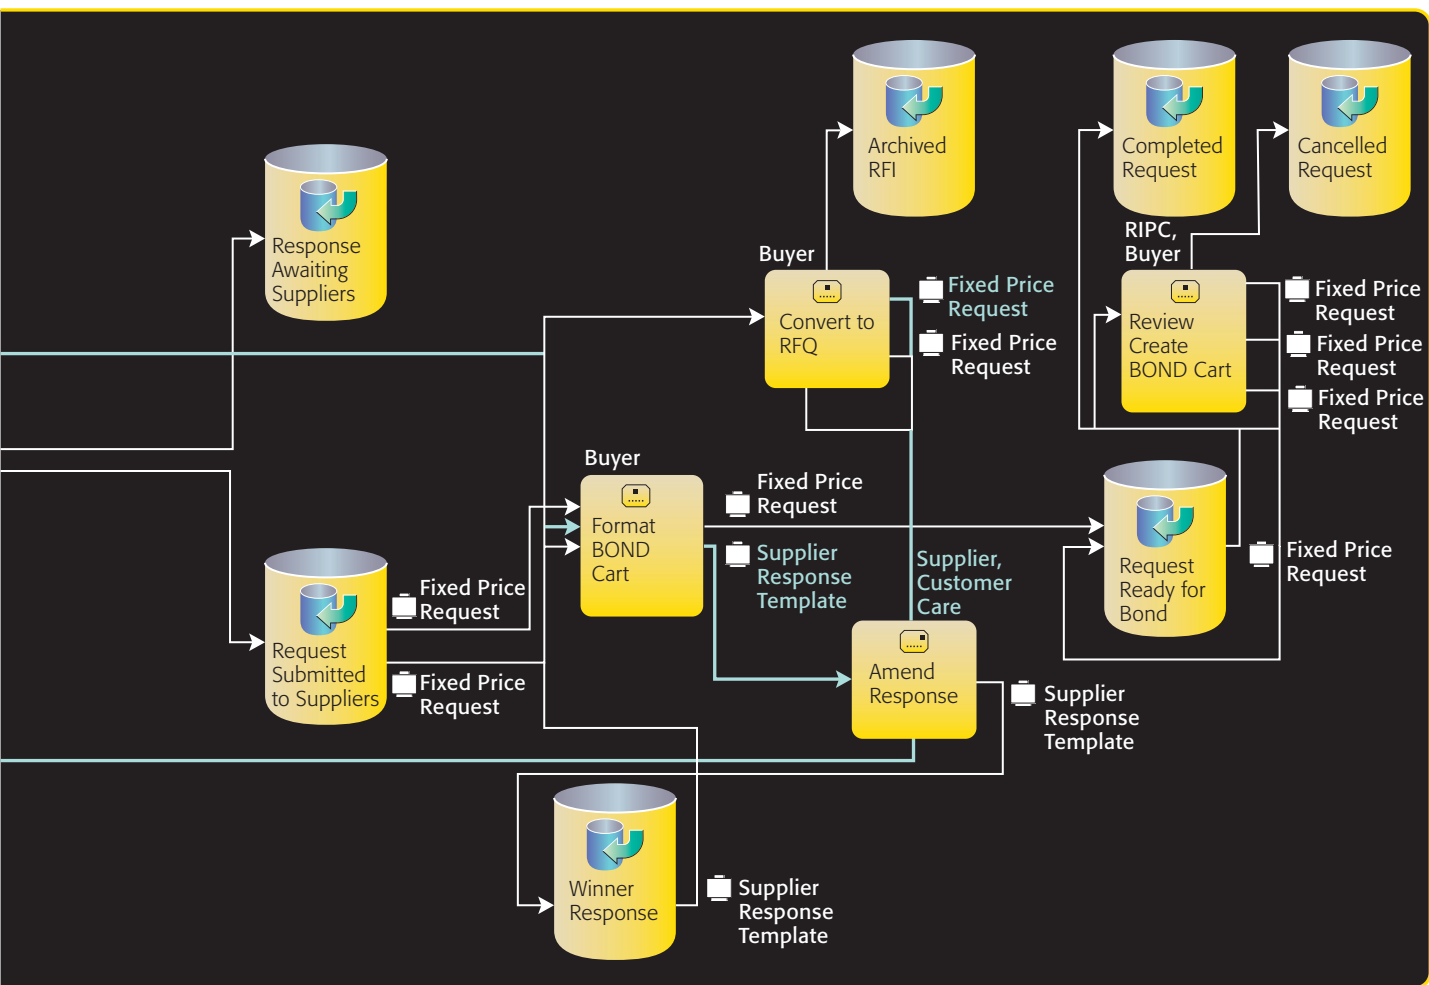 Archived
RFI
Completed
Request
Cancelled
Request
Response
Awaiting
Suppliers
Buyer
Convert to
RFQ
Fixed Price
Request
Fixed Price
Request
RIPC,
Buyer
Review
Create
BOND Cart
Fixed Price
Request
Fixed Price
Request
Fixed Price
Request
Buyer
Format
BOND
Cart
Fixed Price
Request
Supplier
Response
Template
Supplier,
Customer
Care
Request
Ready for
Bond
Fixed Price
Request
Request
Submitted
to Suppliers
Fixed Price
Request
Fixed Price
Request
Amend
Response
Supplier
Response
Template
Winner
Response
Supplier
Response
Template